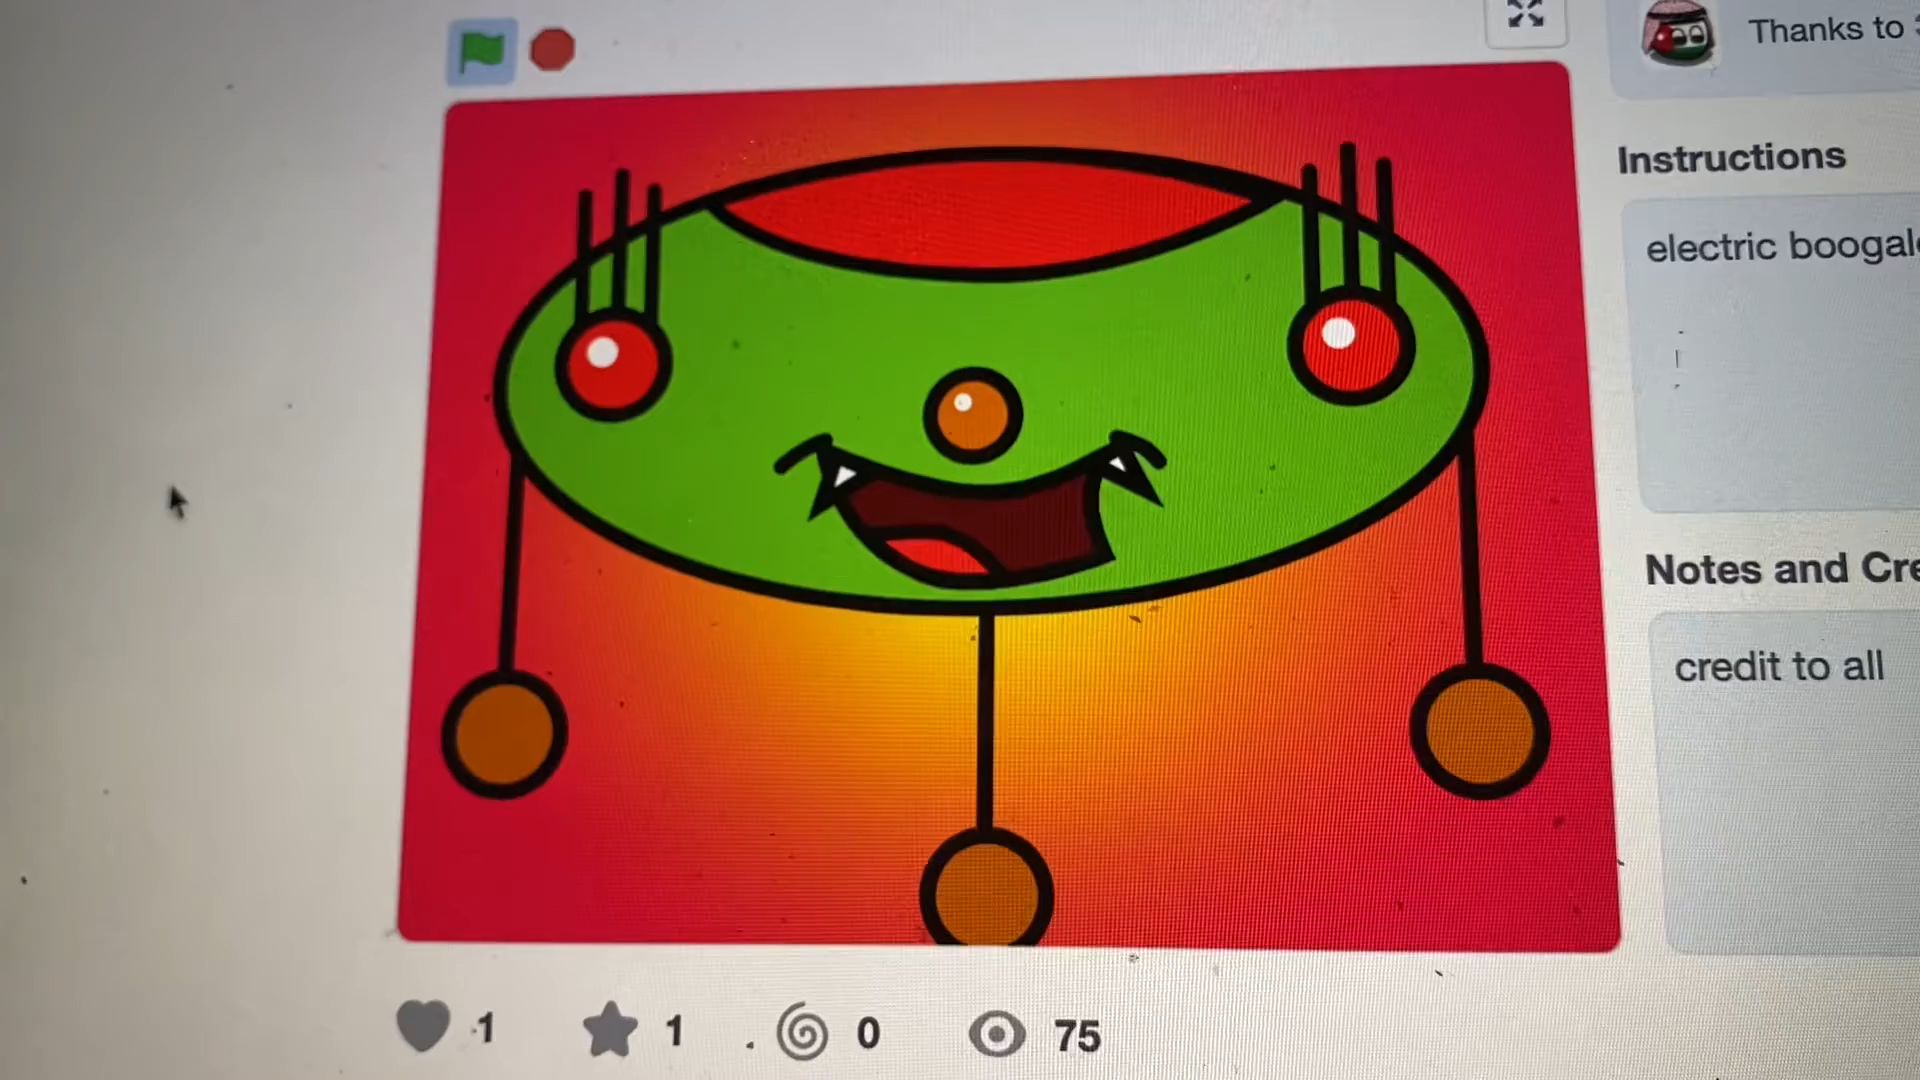 Thanks to
Instructions
electric boogal
Notes and Cre
credit to all
1
1
0
75